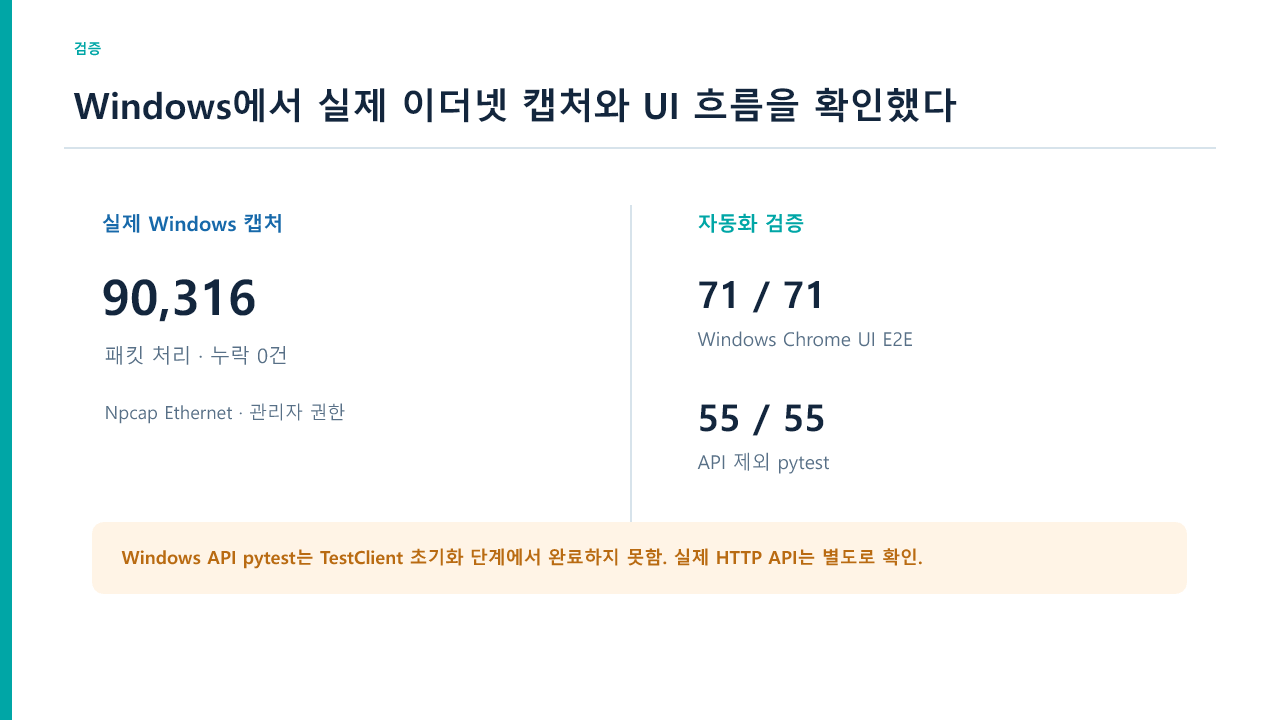 검증
Windows에서 실제 이더넷 캡처와 UI 흐름을 확인했다
실제 Windows 캡처
90,316
패킷 처리 · 누락 0건
Npcap Ethernet · 관리자 권한
자동화 검증
71 / 71
Windows Chrome UI E2E
55 / 55
API 제외 pytest
Windows API pytest는 TestClient 초기화 단계에서 완료하지 못함. 실제 HTTP API는 별도로 확인.